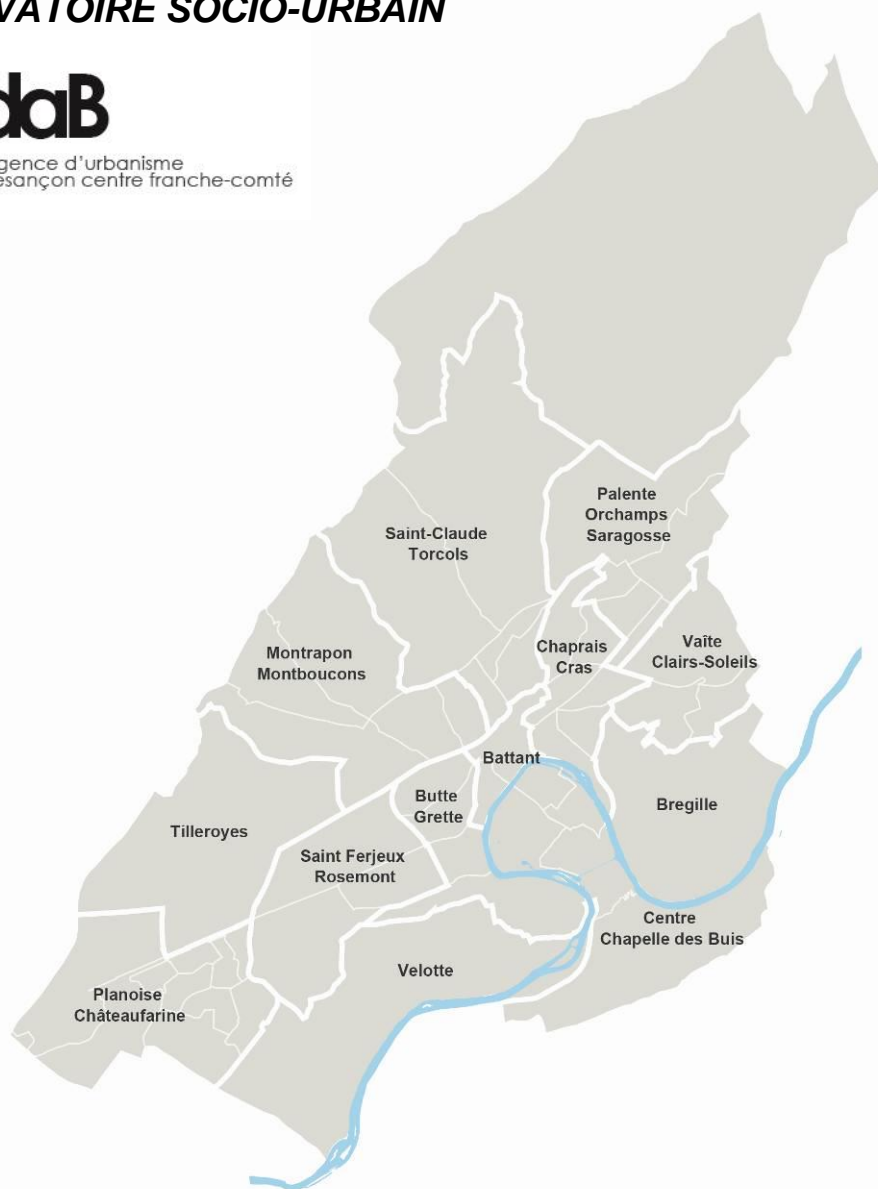 VATOIRE SOCIO-URBAIN
daB
gence d'urbanisme
esançon centre franche-comté
Palente
Orchamps
Saragosse
Saint-Claude
Torcols
Chaprais
Cras
Vaîte
Clairs-Soleils
Montrapon
Montboucons
Battant
Butte
Grette
Bregille
Tilleroyes
Saint Ferjeux
Rosemont
Centre
Chapelle des Buis
Velotte
Planoise
Châteaufarine